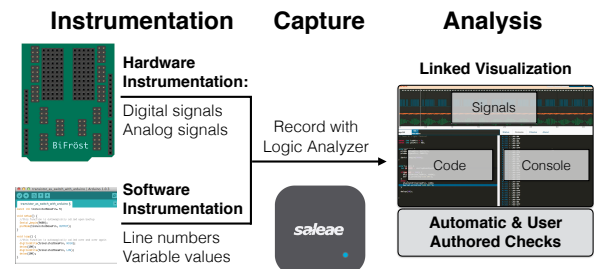 Instrumentation
Capture
Analysis
Hardware
Instrumentation:
Digital signals
Analog signals
BiFröst
Software
Instrumentation
Line numbers
Variable values
Record with
Logic Analyzer
saleae
Linked Visualization
Signals
Code
Console
Automatic & User
Authored Checks